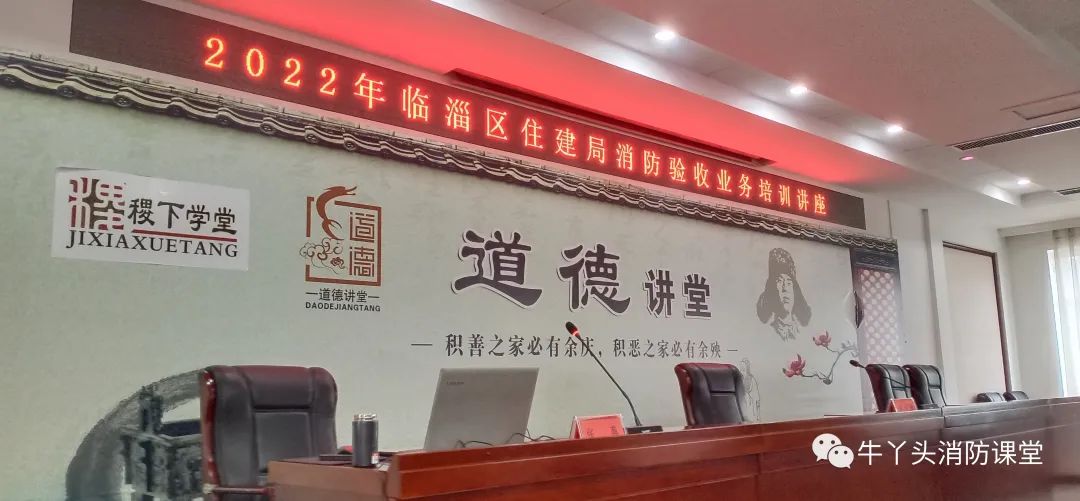 2022年临淄区住建局消防验收业务培训讲座
稷
稷下学堂
JIXIAXUETANG
道德
—道德讲堂—
DAODEJIANGTANG
道德讲堂
— 积善之家必有余庆，积恶之家必有余殃 —
牛丫头消防课堂